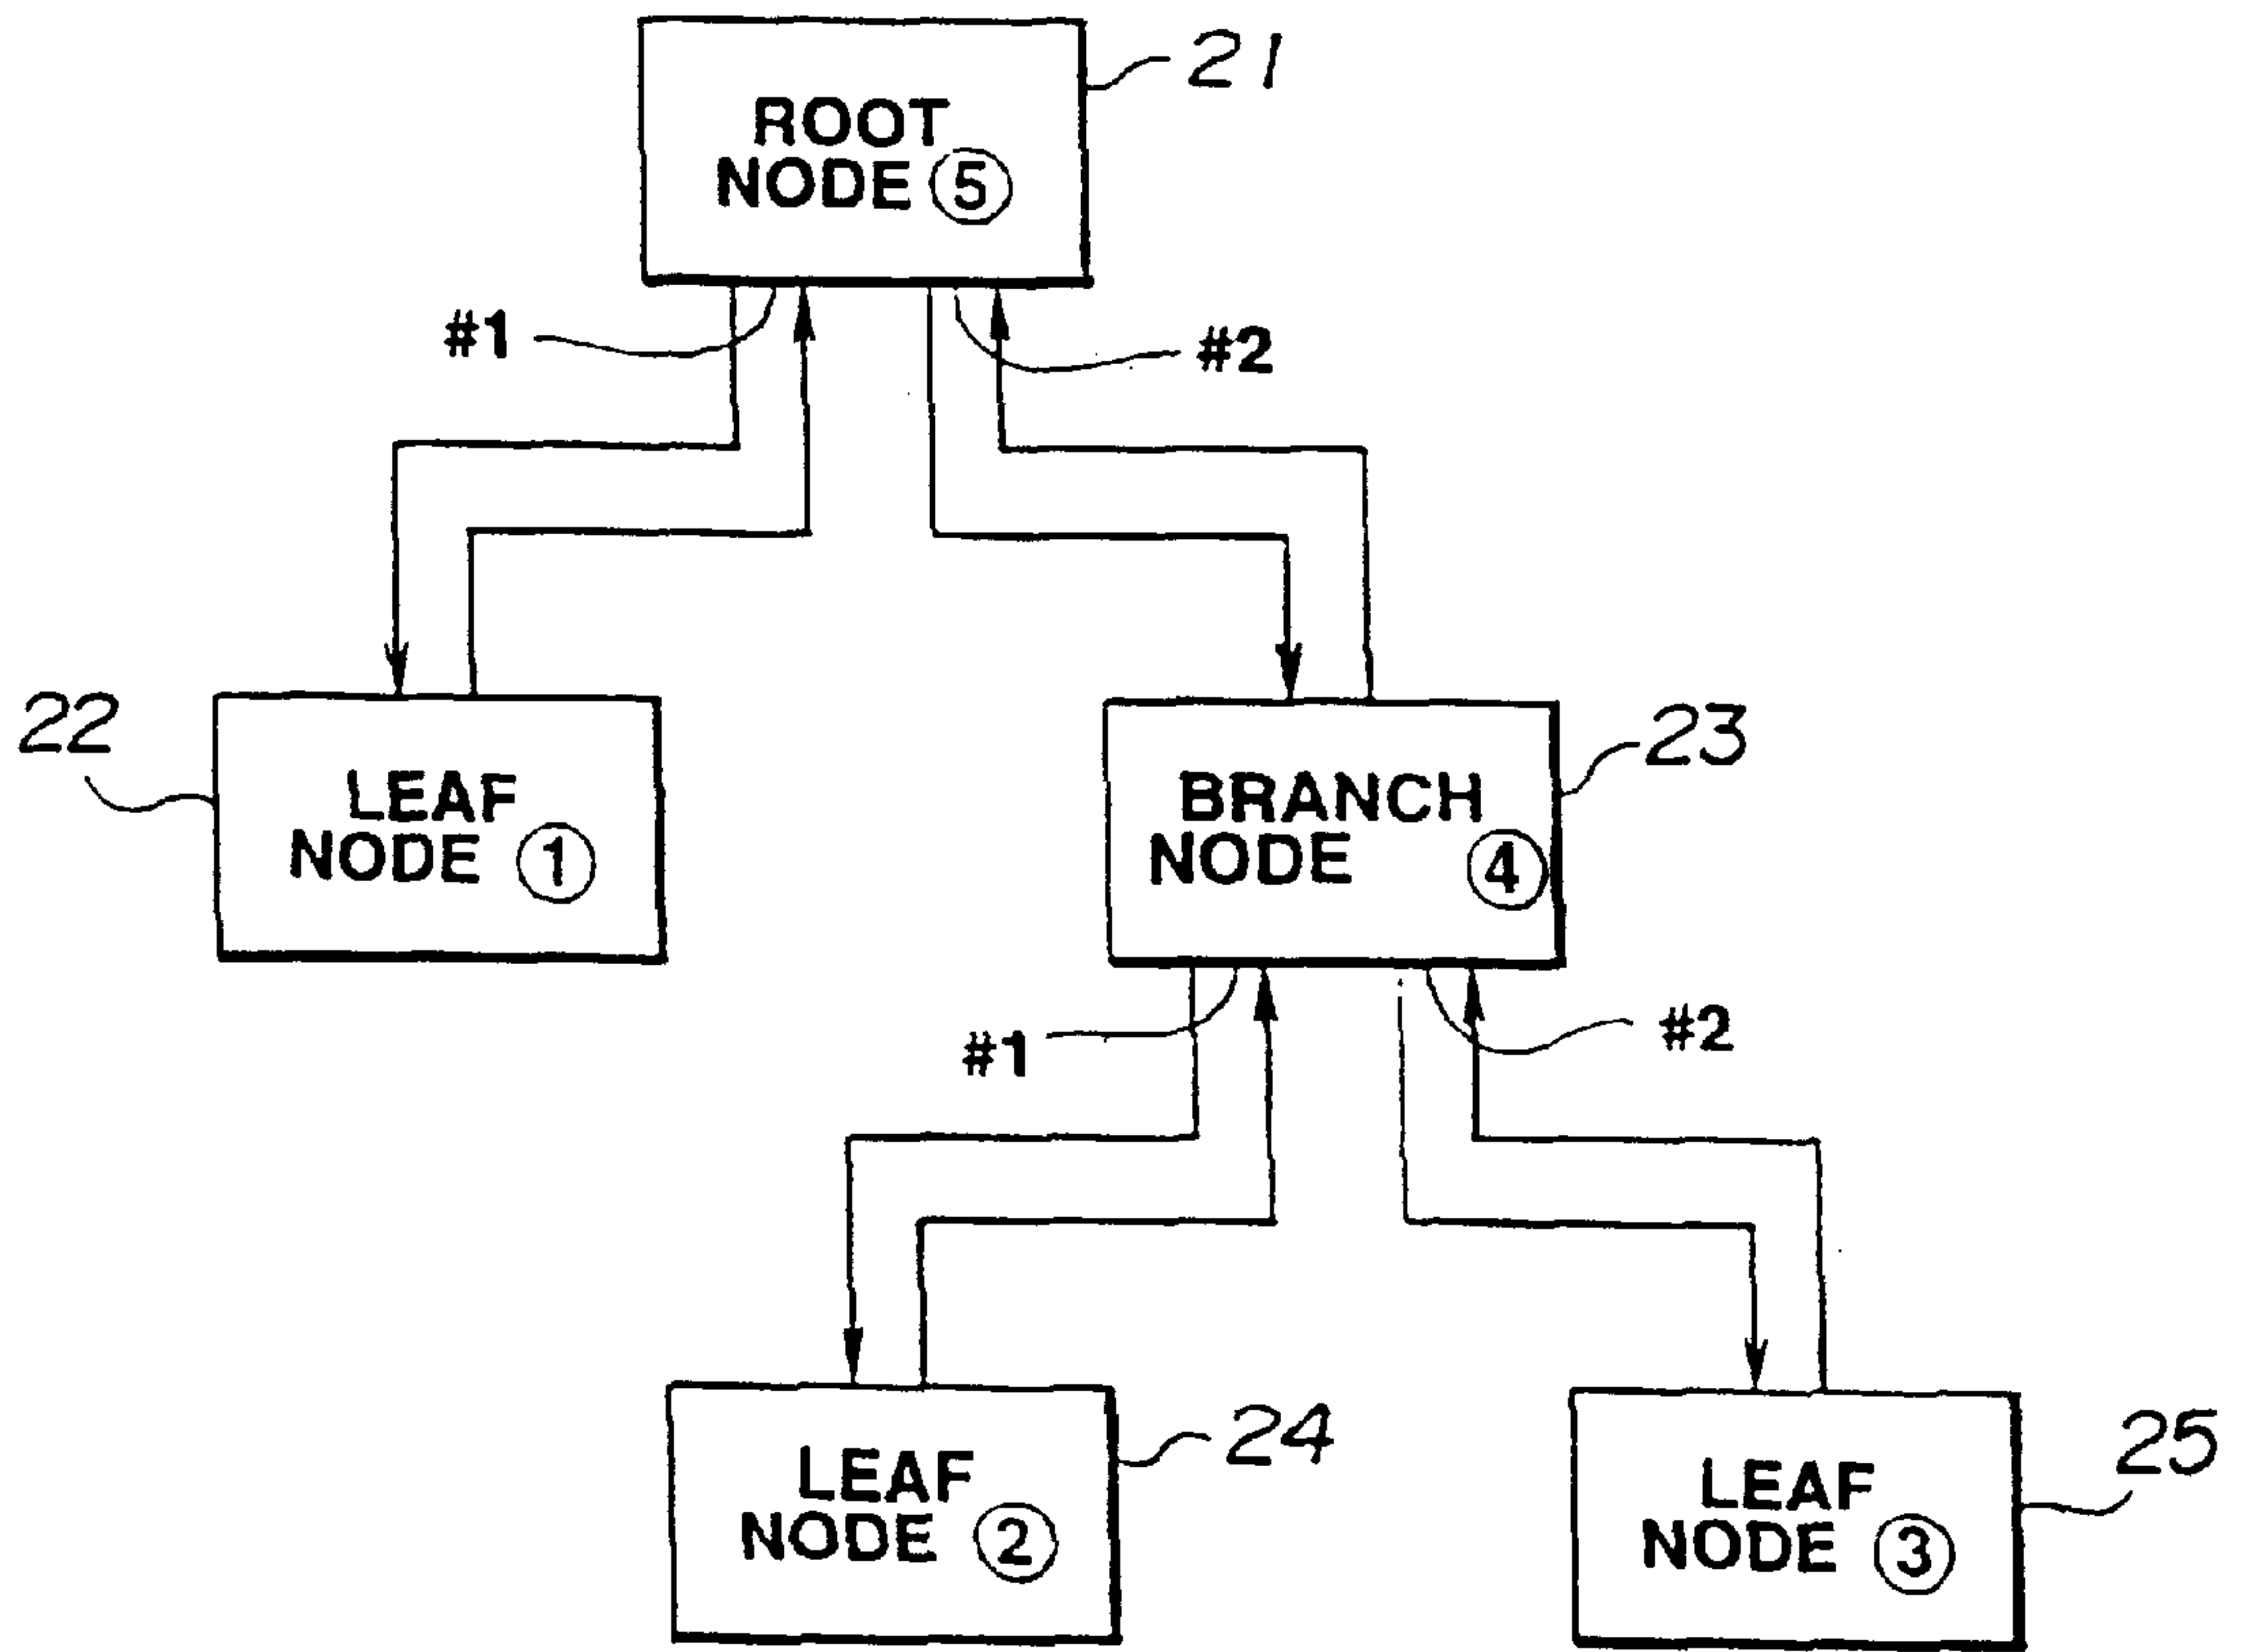 21
ROOT
NODE ⑤
#1
#2
22
LEAF
NODE ①
23
BRANCH
NODE ④
#1
#2
24
LEAF
NODE ②
25
LEAF
NODE ③